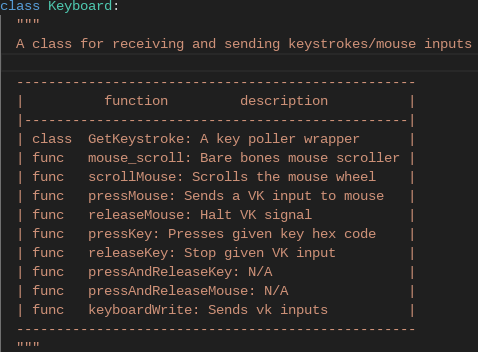 class Keyboard:
  """
  A class for receiving and sending keystrokes/mouse inputs

  --------------------------------------------------
  |          function         description          |
  |------------------------------------------------|
  | class  GetKeystroke: A key poller wrapper      |
  | func   mouse_scroll: Bare bones mouse scroller |
  | func   scrollMouse: Scrolls the mouse wheel    |
  | func   pressMouse: Sends a VK input to mouse   |
  | func   releaseMouse: Halt VK signal            |
  | func   pressKey: Presses given key hex code    |
  | func   releaseKey: Stop given VK input         |
  | func   pressAndReleaseKey: N/A                 |
  | func   pressAndReleaseMouse: N/A               |
  | func   keyboardWrite: Sends vk inputs          |
  --------------------------------------------------
  """